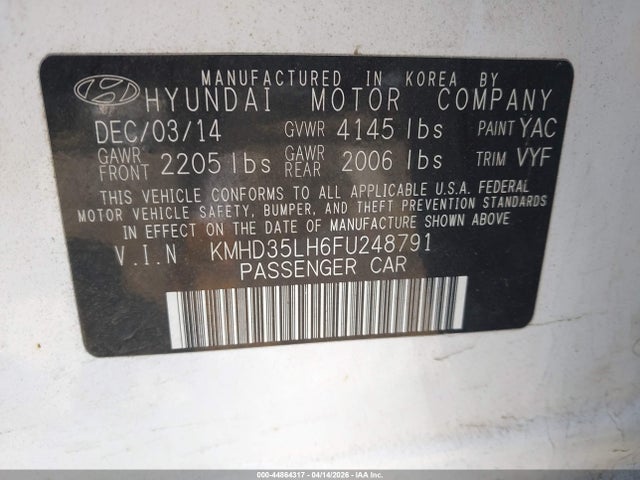 MANUFACTURED IN KOREA BY
HYUNDAI MOTOR COMPANY
DEC/03/14 GVWR 4145 lbs PAINT YAC
GAWR FRONT 2205 lbs GAWR REAR 2006 lbs TRIM VYF
THIS VEHICLE CONFORMS TO ALL APPLICABLE U.S.A. FEDERAL
MOTOR VEHICLE SAFETY, BUMPER, AND THEFT PREVENTION STANDARDS
IN EFFECT ON THE DATE OF MANUFACTURE SHOWN ABOVE.
V.I.N KMHD35LH6FU248791
PASSENGER CAR
000-44864317 - 04/14/2026 - IAA Inc.